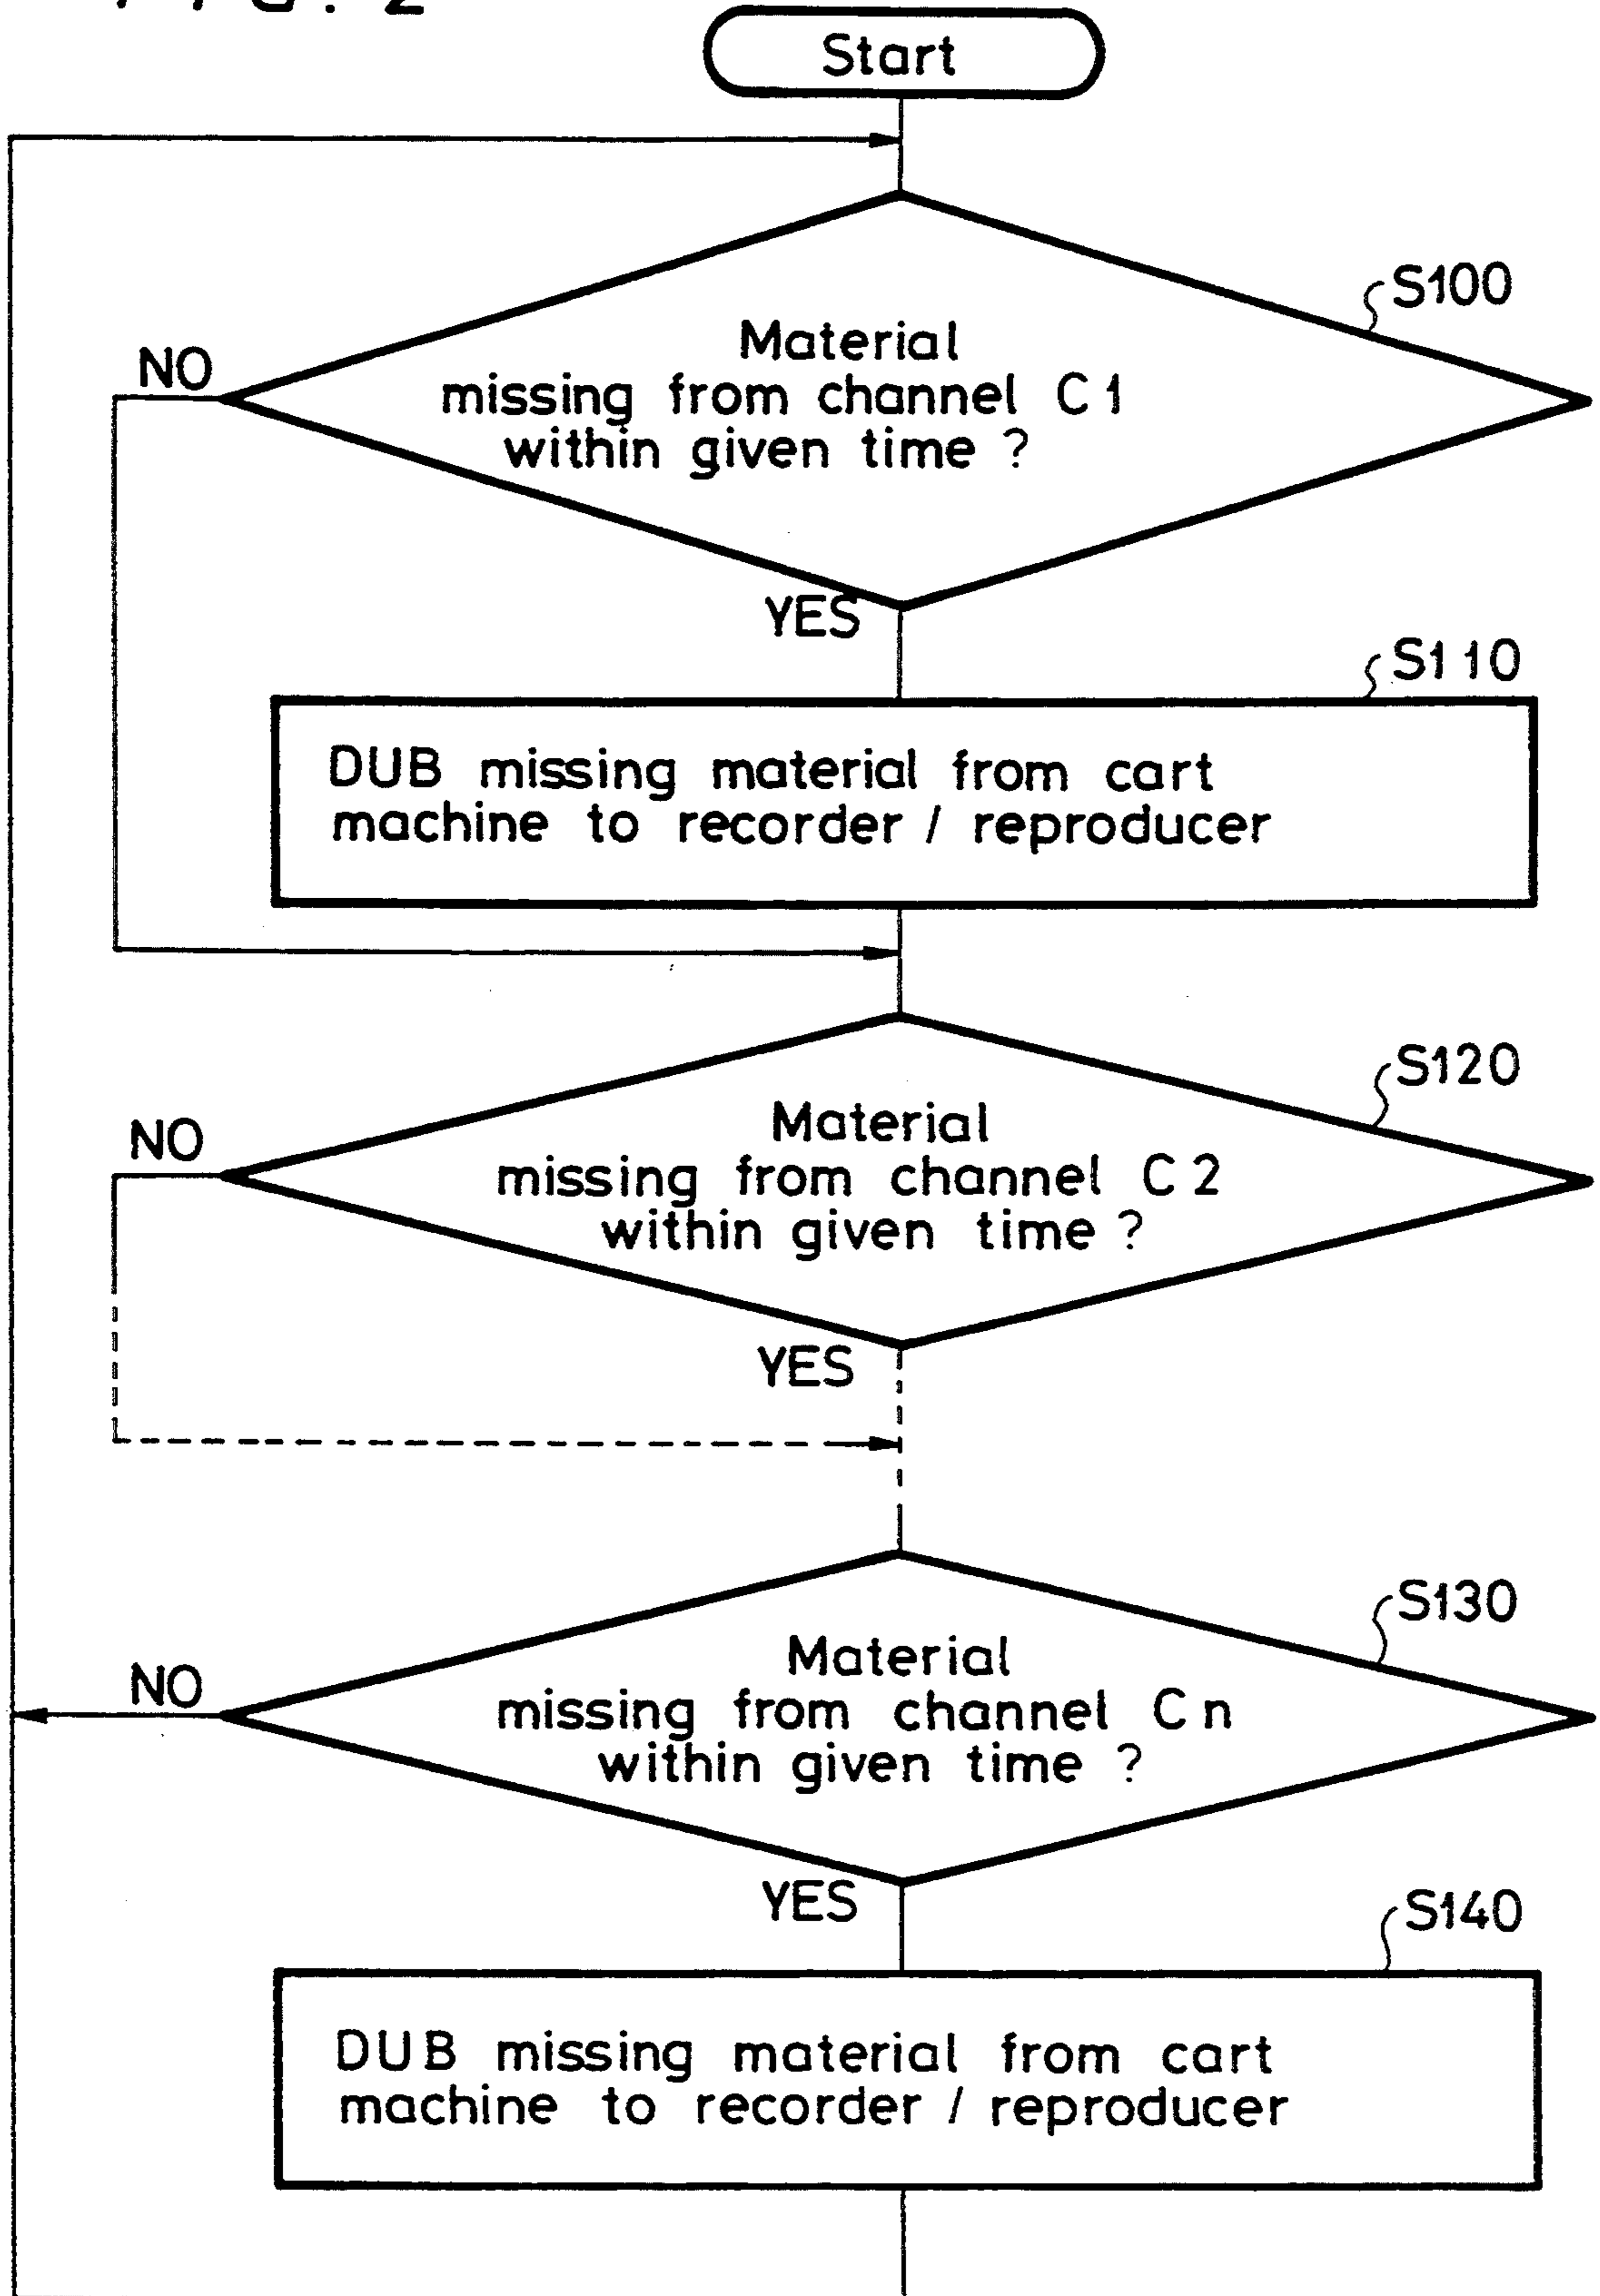 FIG. 2
Start
S100
Material
missing from channel C1
within given time ?
NO
YES
S110
DUB missing material from cart
machine to recorder / reproducer
S120
Material
missing from channel C2
within given time ?
NO
YES
S130
Material
missing from channel Cn
within given time ?
NO
YES
S140
DUB missing material from cart
machine to recorder / reproducer